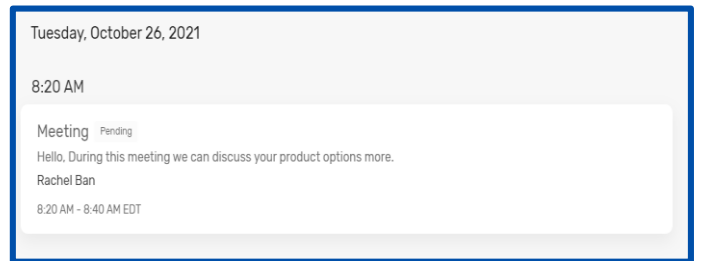 Tuesday, October 26, 2021
8:20 AM
Meeting Pending
Hello, During this meeting we can discuss your product options more.
Rachel Ban
8:20 AM - 8:40 AM EDT